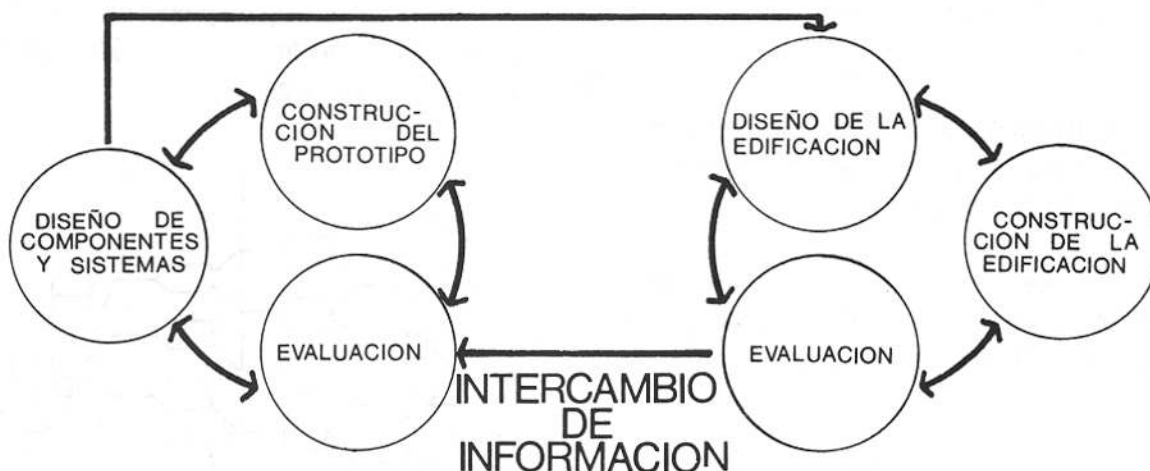 CONSTRUC-
CION DEL
PROTOTIPO
DISEÑO DE
COMPONENTES
Y SISTEMAS
EVALUACION
DISEÑO DE LA
EDIFICACION
CONSTRUC-
CION DE LA
EDIFICACION
EVALUACION
INTERCAMBIO
DE
INFORMACION